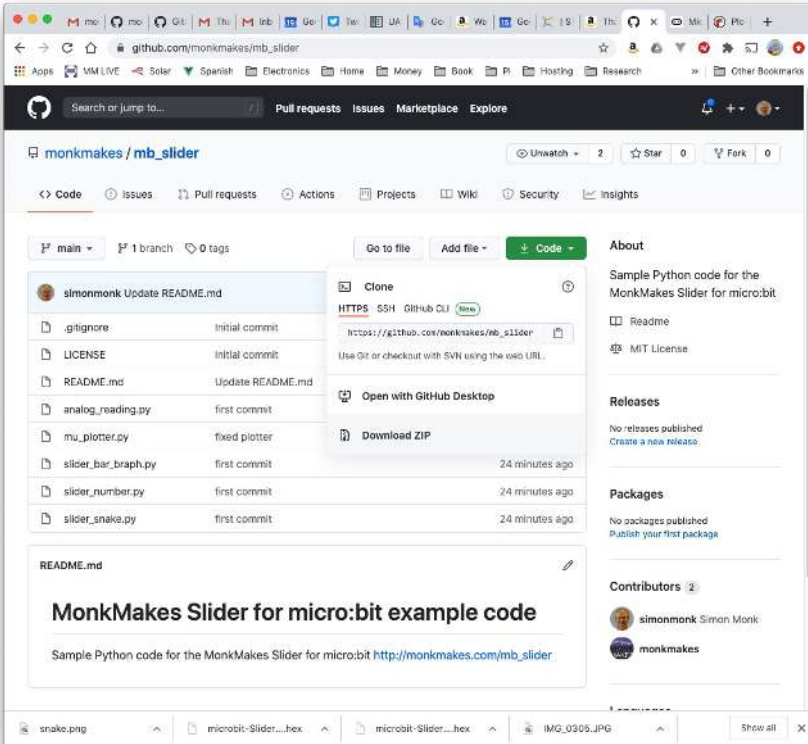 github.com/monkmakes/mb_slider
Apps MM LIVE Solar Spanish Electronics Home Money Book Pi Hosting Research » Other Bookmarks
Search or jump to... / Pull requests Issues Marketplace Explore
monkmakes / mb_slider Unwatch 2 Star 0 Fork 0
Code Issues Pull requests Actions Projects Wiki Security Insights
main 1 branch 0 tags Go to file Add file Code
simonmonk Update README.md
.gitignore Initial commit
LICENSE Initial commit
README.md Update README.md
analog_reading.py first commit
mu_plotter.py fixed plotter
slider_bar_braph.py first commit 24 minutes ago
slider_number.py first commit 24 minutes ago
slider_snake.py first commit 24 minutes ago
Clone
HTTPS SSH GitHub CLI New
https://github.com/monkmakes/mb_slider
Use Git or checkout with SVN using the web URL.
Open with GitHub Desktop
Download ZIP
About
Sample Python code for the
MonkMakes Slider for micro:bit
Readme
MIT License
Releases
No releases published
Create a new release
Packages
No packages published
Publish your first package
Contributors 2
simonmonk Simon Monk
monkmakes
README.md
MonkMakes Slider for micro:bit example code
Sample Python code for the MonkMakes Slider for micro:bit http://monkmakes.com/mb_slider
snake.png microbit-Slider....hex microbit-Slider....hex IMG_0305.JPG Show all